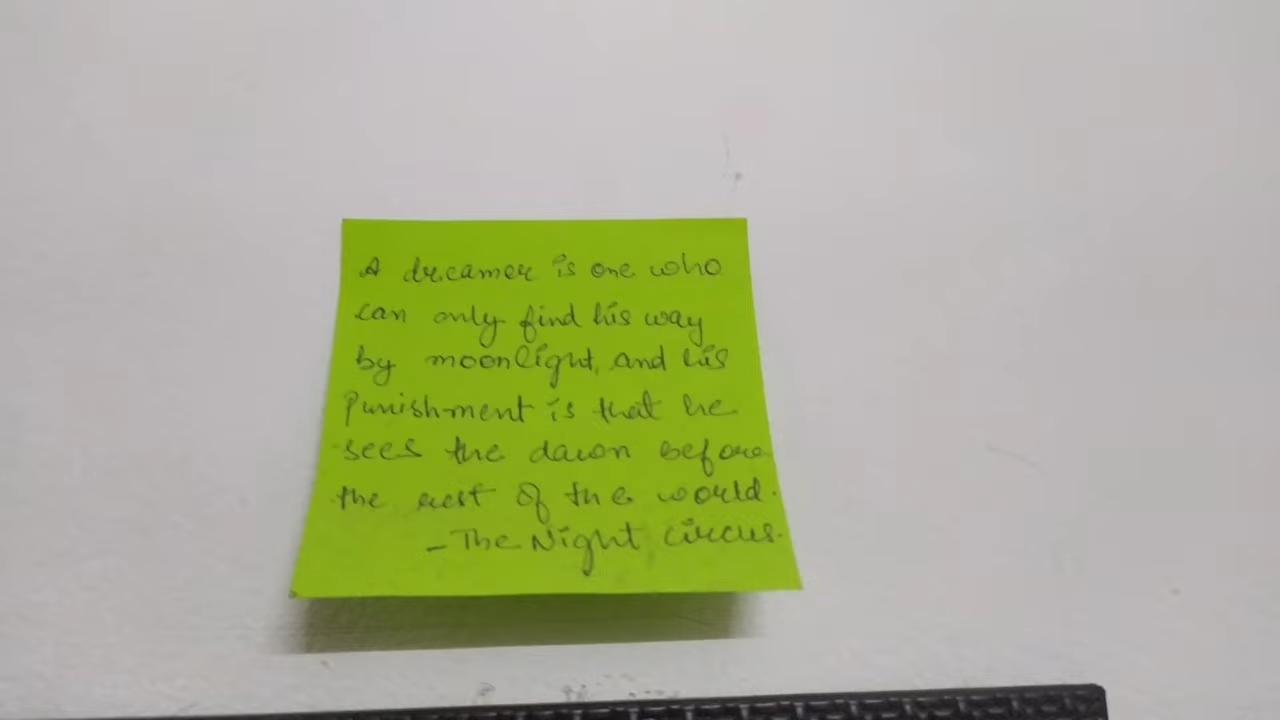 A dreamer is one who
can only find his way
by moonlight, and his
Punishment is that he
sees the dawn before
the rest of the world.
- The Night Circus.